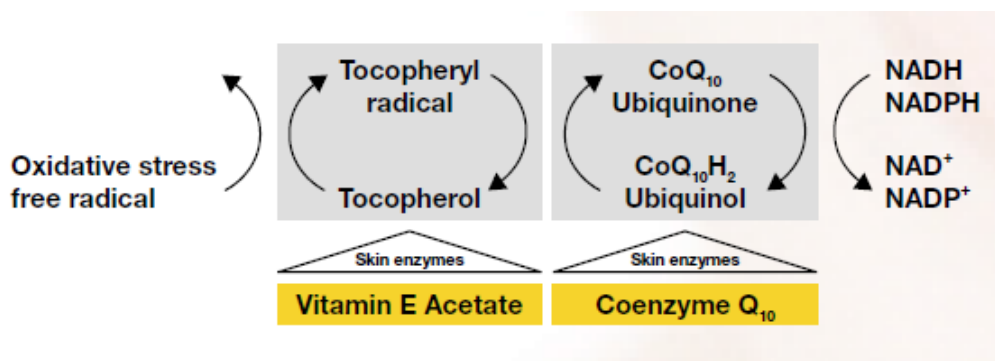 Oxidative stress
free radical
Tocopheryl
radical
Tocopherol
Skin enzymes
Vitamin E Acetate
CoQ₁₀
Ubiquinone
CoQ₁₀H₂
Ubiquinol
Skin enzymes
Coenzyme Q₁₀
NADH
NADPH
NAD⁺
NADP⁺